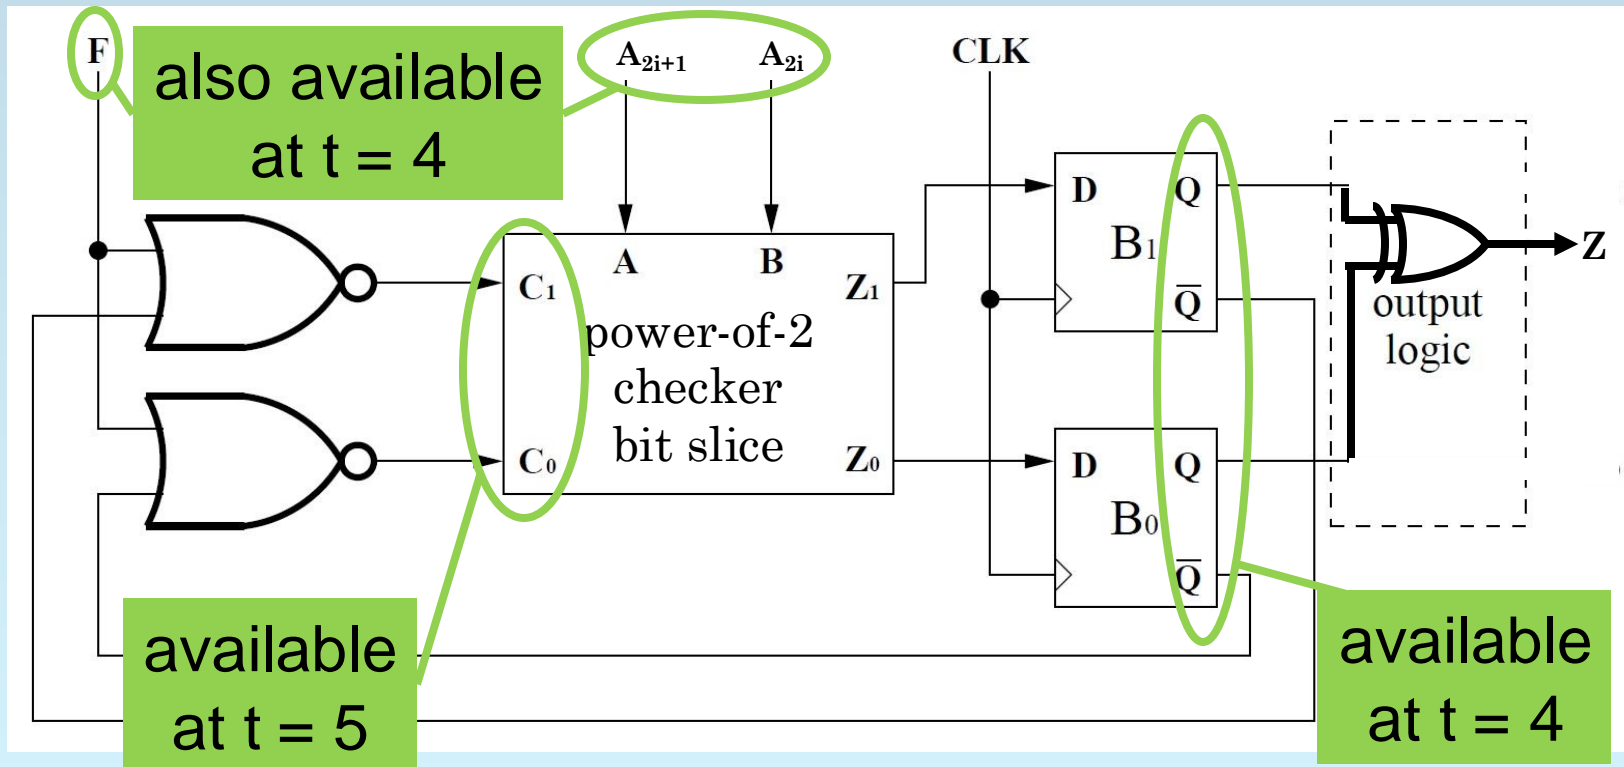 F
also available
at t = 4
A2i+1
A2i
CLK
A
B
C1
Z1
power-of-2
checker
bit slice
C0
Z0
D
Q
B1
Q̅
D
Q
B0
Q̅
Z
output
logic
available
at t = 5
available
at t = 4